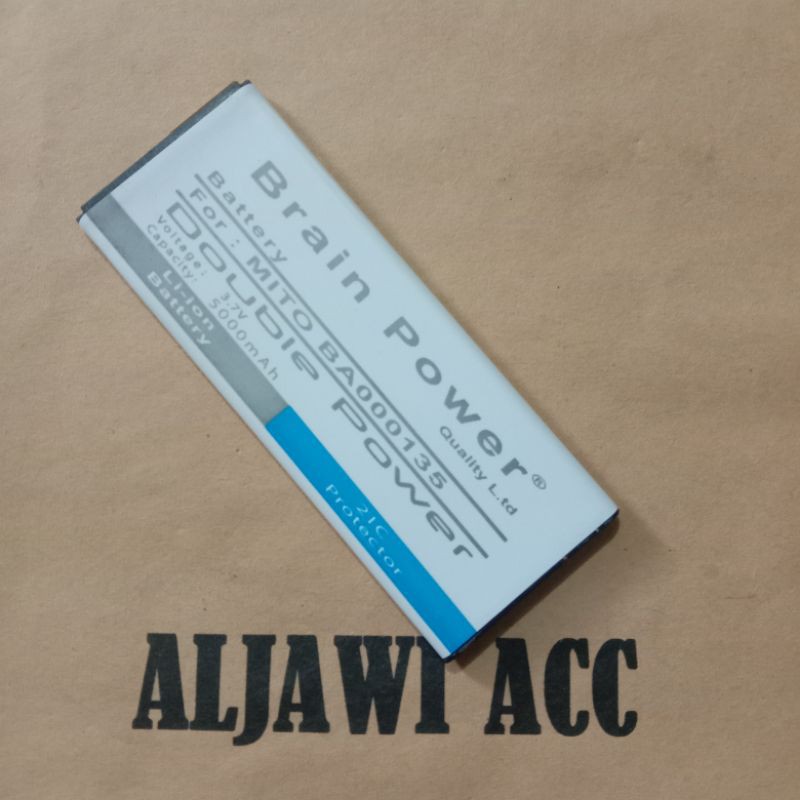 Brain Power®
Quality L.td
Battery
For : MITO BA000135
Double Power
Voltage : 3.7V
Capacity: 5000mAh
Li-ion
Battery
2IC
Protector
ALJAWI ACC